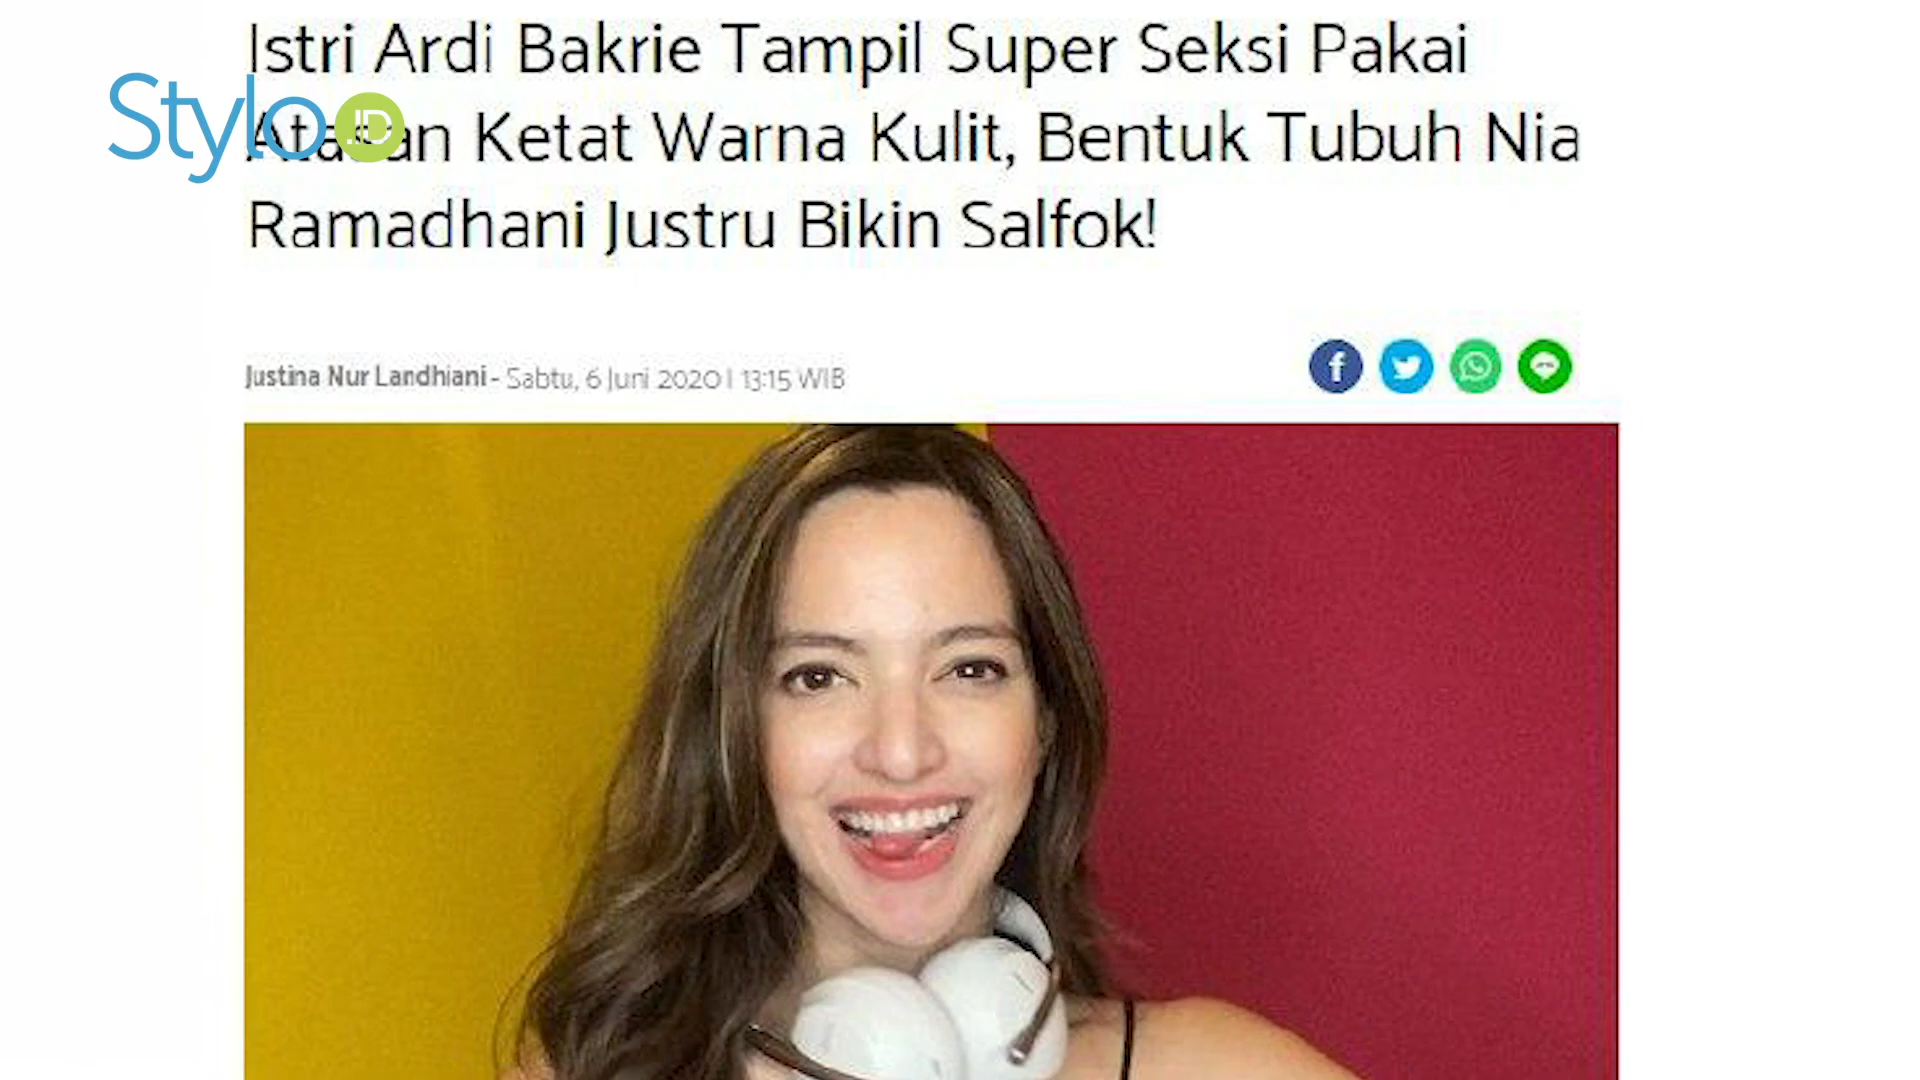 Istri Ardi Bakrie Tampil Super Seksi Pakai
Stylo.ID
Atasan Ketat Warna Kulit, Bentuk Tubuh Nia
Ramadhani Justru Bikin Salfok!
Justina Nur Landhiani - Sabtu, 6 Juni 2020 | 13:15 WIB